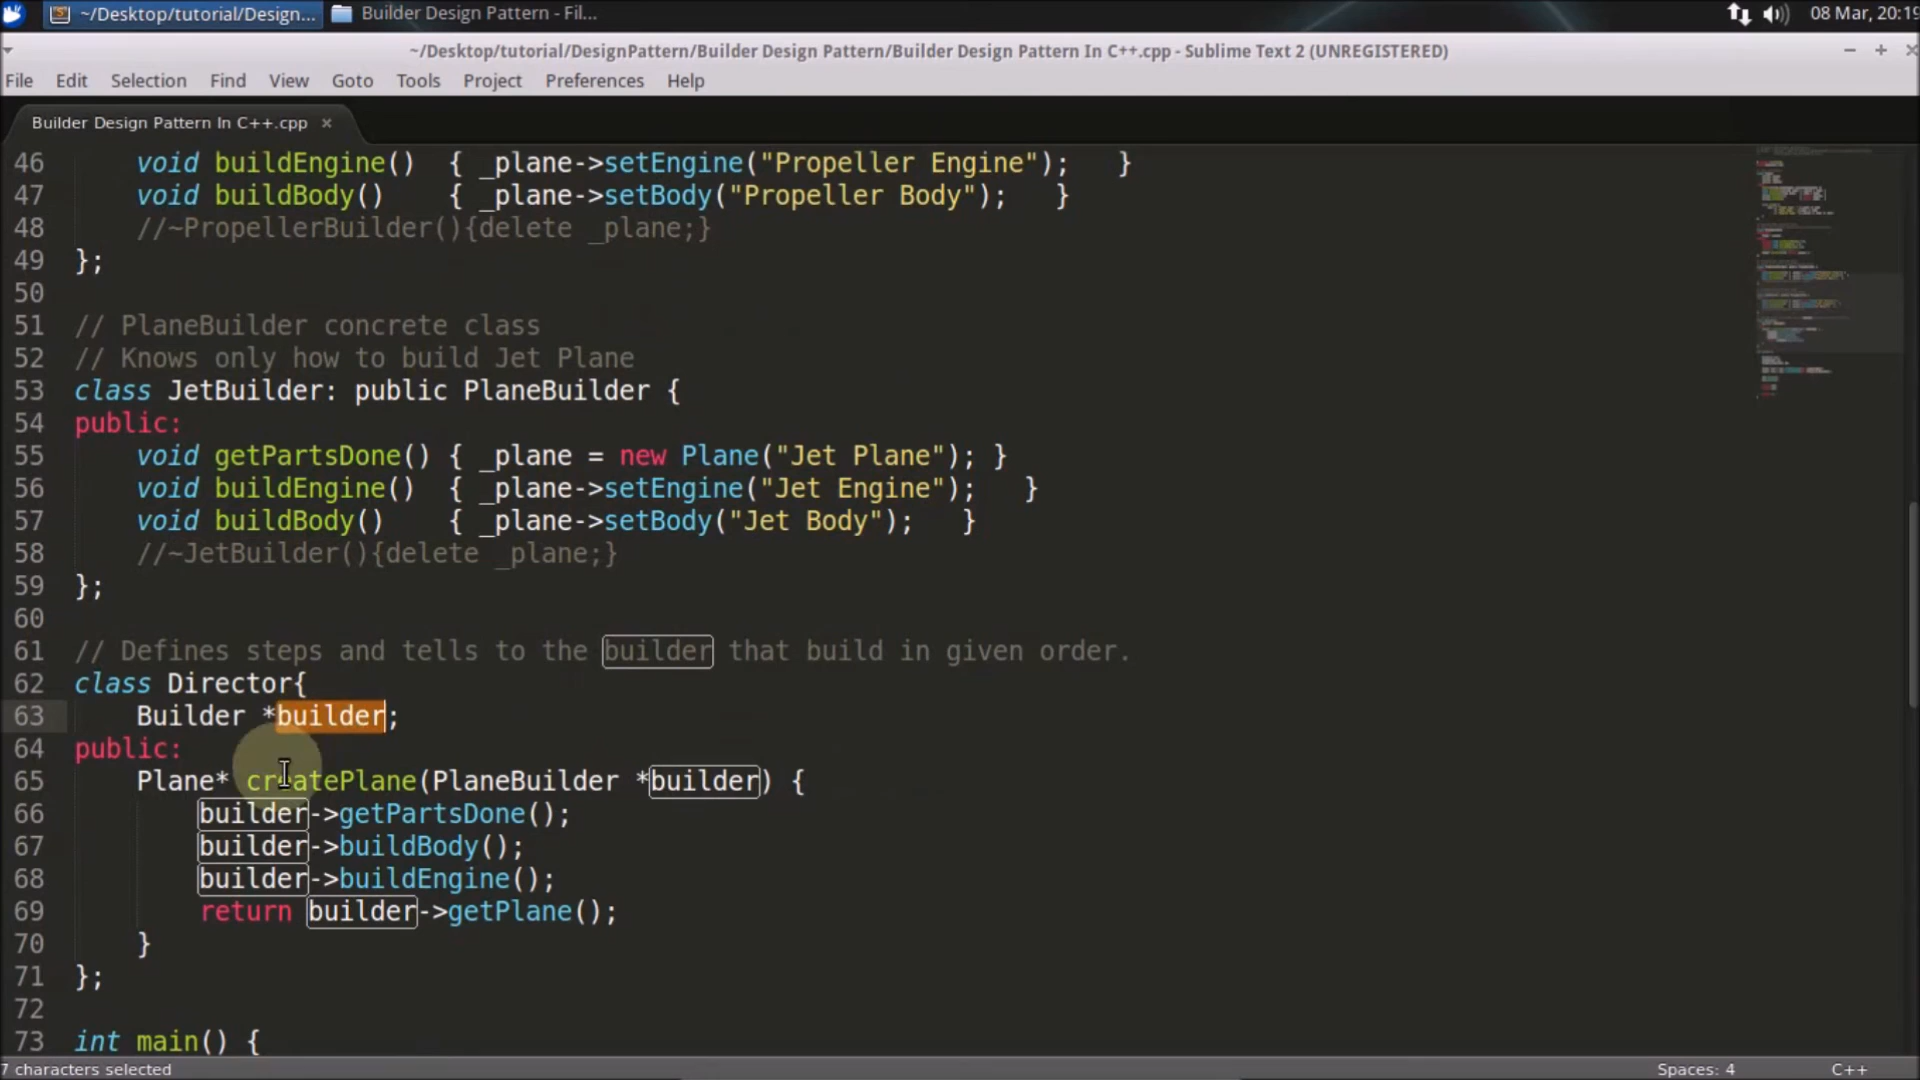 ~/Desktop/tutorial/Design...
Builder Design Pattern - Fil...
08 Mar, 20:19
~/Desktop/tutorial/DesignPattern/Builder Design Pattern/Builder Design Pattern In C++.cpp - Sublime Text 2 (UNREGISTERED)
File Edit Selection Find View Goto Tools Project Preferences Help
Builder Design Pattern In C++.cpp ×
46     void buildEngine()  { _plane->setEngine("Propeller Engine");   }
47     void buildBody()    { _plane->setBody("Propeller Body");   }
48     //~PropellerBuilder(){delete _plane;}
49 };
50
51 // PlaneBuilder concrete class
52 // Knows only how to build Jet Plane
53 class JetBuilder: public PlaneBuilder {
54 public:
55     void getPartsDone() { _plane = new Plane("Jet Plane"); }
56     void buildEngine()  { _plane->setEngine("Jet Engine");   }
57     void buildBody()    { _plane->setBody("Jet Body");   }
58     //~JetBuilder(){delete _plane;}
59 };
60
61 // Defines steps and tells to the builder that build in given order.
62 class Director{
63     Builder *builder;
64 public:
65     Plane* createPlane(PlaneBuilder *builder) {
66         builder->getPartsDone();
67         builder->buildBody();
68         builder->buildEngine();
69         return builder->getPlane();
70     }
71 };
72
73 int main() {
7 characters selected
Spaces: 4
C++